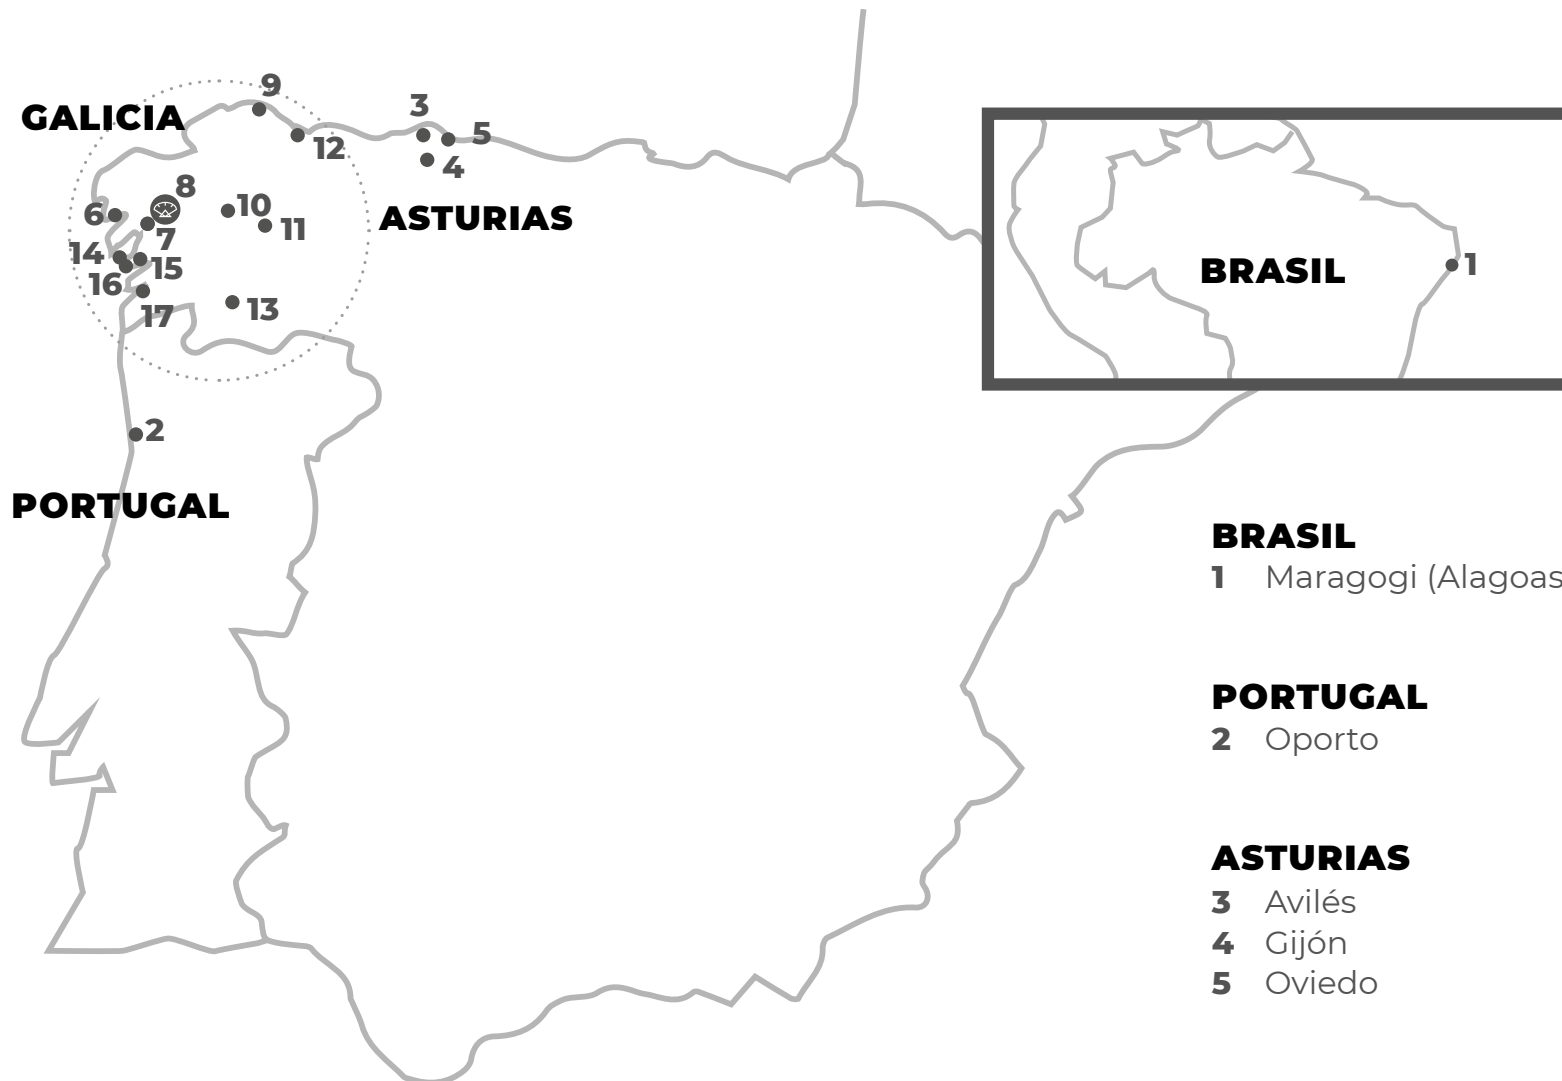 9
GALICIA
3
5
12
4
8
6
10
ASTURIAS
7
11
14
15
16
13
17
BRASIL
1
2
PORTUGAL
BRASIL
1 Maragogi (Alagoas
PORTUGAL
2 Oporto
ASTURIAS
3 Avilés
4 Gijón
5 Oviedo